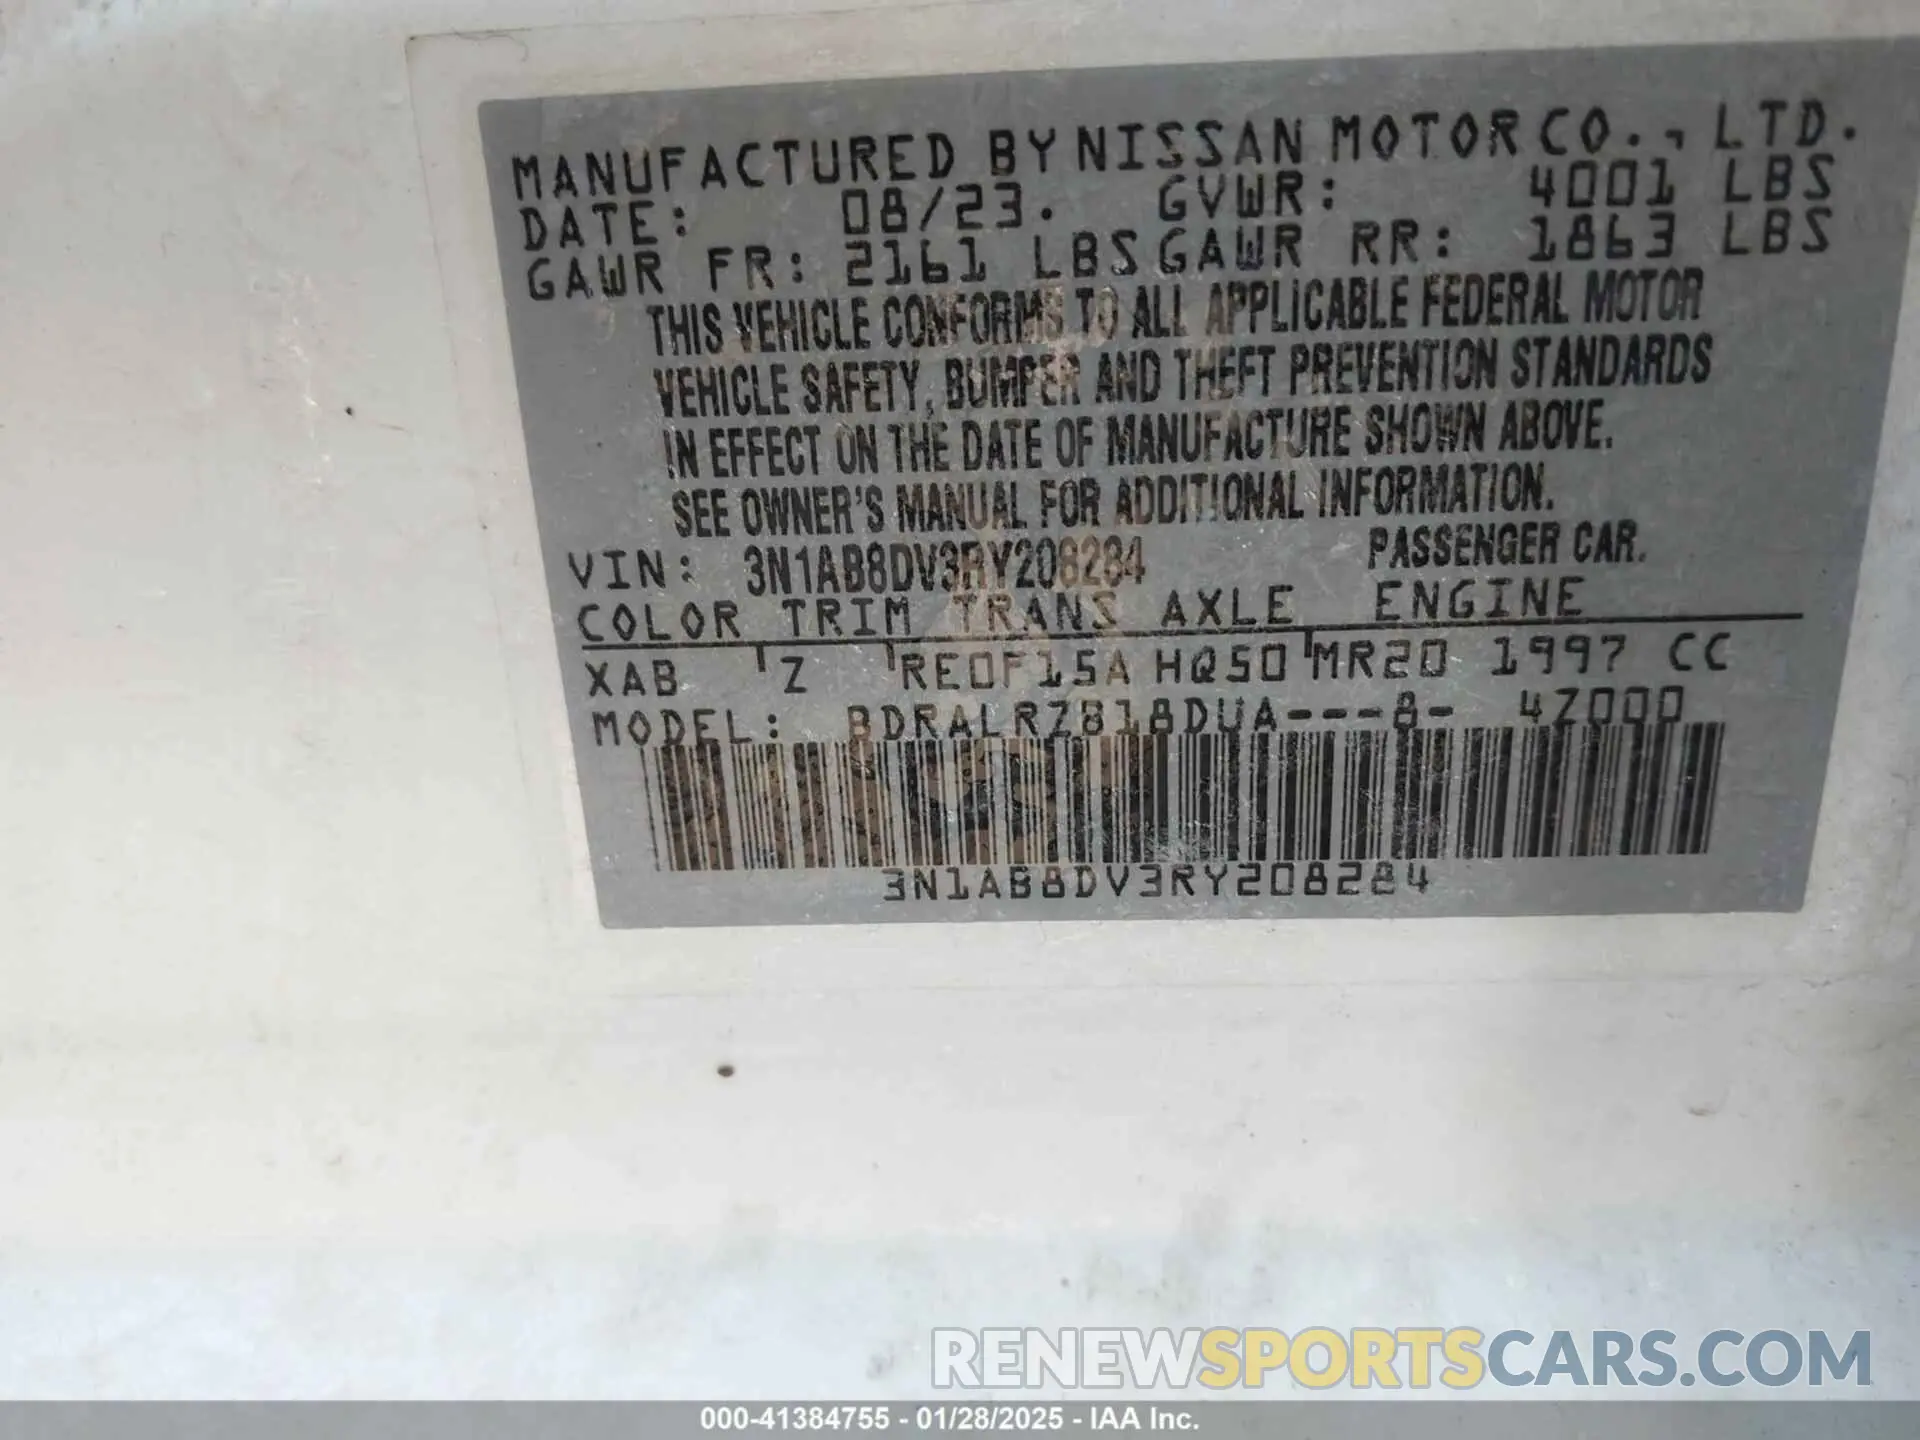 MANUFACTURED BY NISSAN MOTOR CO., LTD.
DATE: 08/23. GVWR: 4001 LBS
GAWR FR: 2161 LBS GAWR RR: 1863 LBS
THIS VEHICLE CONFORMS TO ALL APPLICABLE FEDERAL MOTOR
VEHICLE SAFETY, BUMPER AND THEFT PREVENTION STANDARDS
IN EFFECT ON THE DATE OF MANUFACTURE SHOWN ABOVE.
SEE OWNER'S MANUAL FOR ADDITIONAL INFORMATION.
VIN: 3N1AB8DV3RY208284 PASSENGER CAR.
COLOR TRIM TRANS AXLE ENGINE
XAB Z RE0F15A HQ50 MR20 1997 CC
MODEL: BDRALRZB18DUA---8- 4Z000
3N1AB8DV3RY208284
RENEWSPORTSCARS.COM
000-41384755 - 01/28/2025 - IAA Inc.